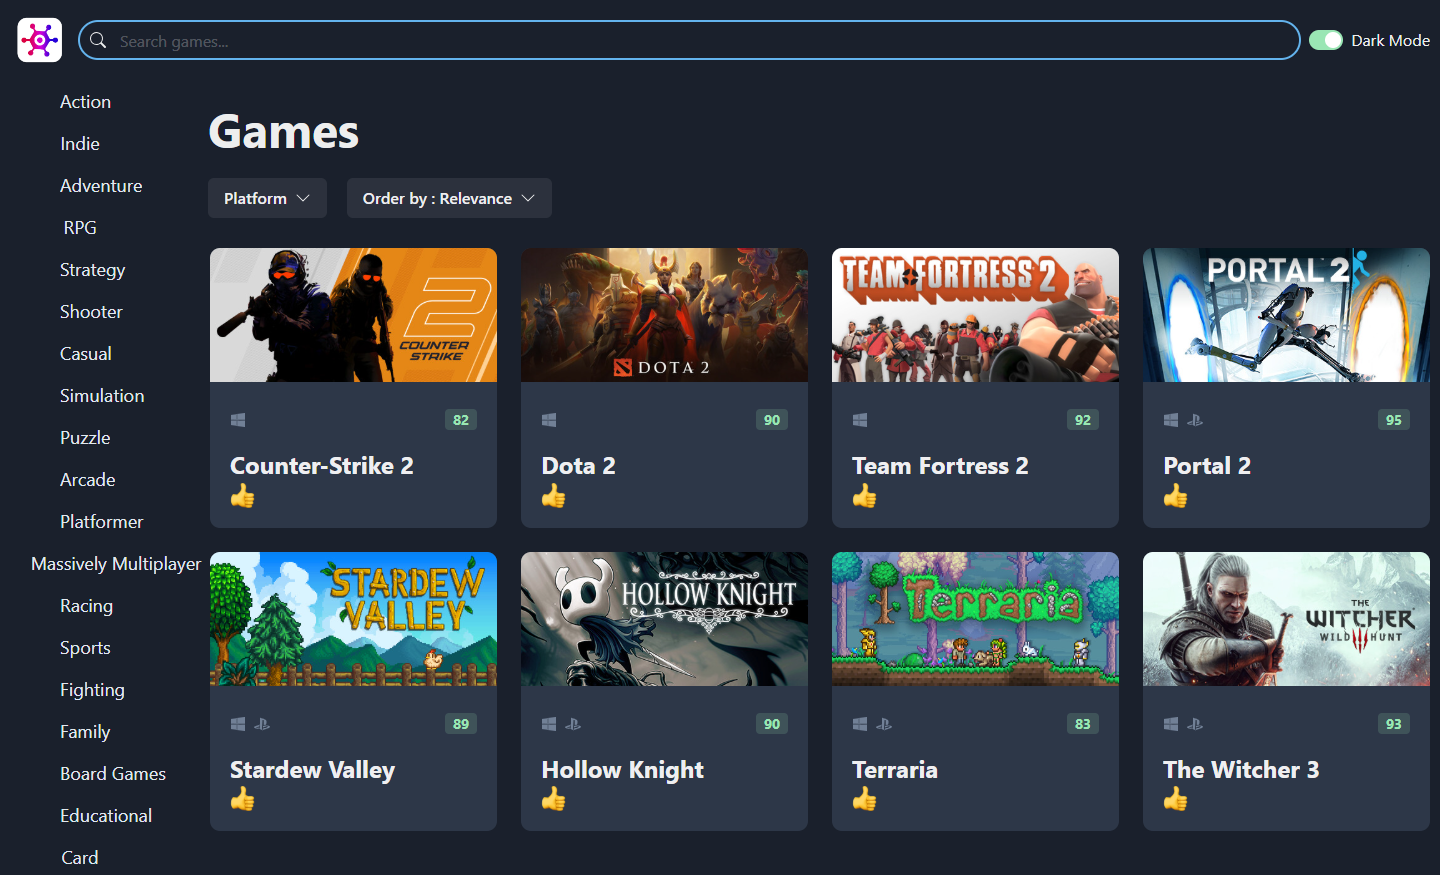 Search games...
Dark Mode
Action
Indie
Adventure
RPG
Strategy
Shooter
Casual
Simulation
Puzzle
Arcade
Platformer
Massively Multiplayer
Racing
Sports
Fighting
Family
Board Games
Educational
Card
Games
Platform
Order by : Relevance
2
COUNTER
STRIKE
82
Counter-Strike 2
DOTA 2
90
Dota 2
TEAM FORTRESS 2
92
Team Fortress 2
PORTAL 2
95
Portal 2
STARDEW
VALLEY
89
Stardew Valley
HOLLOW KNIGHT
90
Hollow Knight
Terraria
83
Terraria
THE
WITCHER
WILD HUNT
93
The Witcher 3